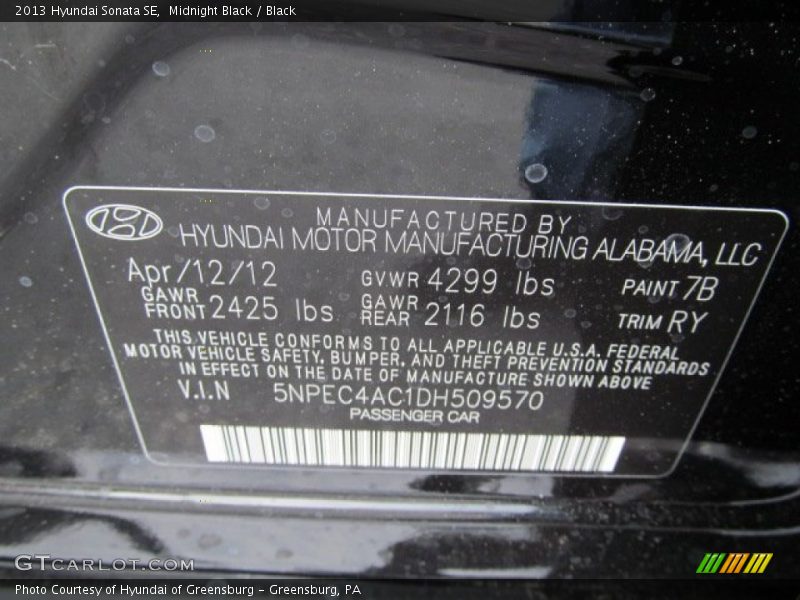 2013 Hyundai Sonata SE, Midnight Black / Black
MANUFACTURED BY
HYUNDAI MOTOR MANUFACTURING ALABAMA, LLC
Apr/12/12 GVWR 4299 lbs PAINT 7B
GAWR FRONT 2425 lbs GAWR REAR 2116 lbs TRIM RY
THIS VEHICLE CONFORMS TO ALL APPLICABLE U.S.A. FEDERAL
MOTOR VEHICLE SAFETY, BUMPER, AND THEFT PREVENTION STANDARDS
IN EFFECT ON THE DATE OF MANUFACTURE SHOWN ABOVE
V.I.N 5NPEC4AC1DH509570
PASSENGER CAR
GTCARLOT.COM
Photo Courtesy of Hyundai of Greensburg - Greensburg, PA